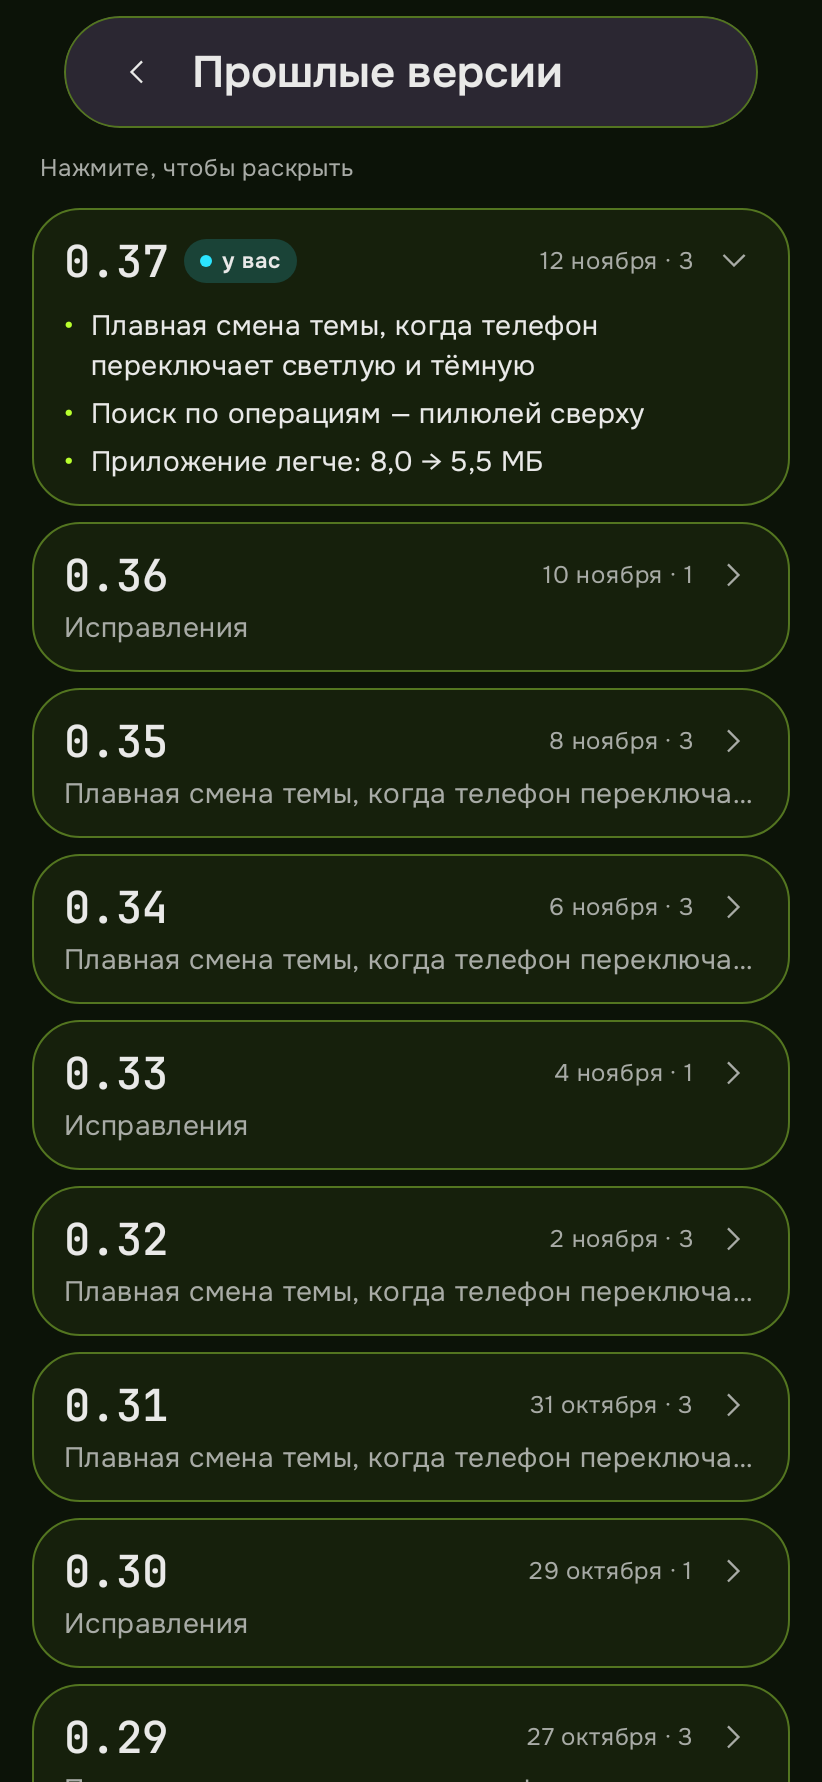 Прошлые версии
Нажмите, чтобы раскрыть
0.37 у вас 12 ноября · 3
• Плавная смена темы, когда телефон
переключает светлую и тёмную
• Поиск по операциям — пилюлей сверху
• Приложение легче: 8,0 → 5,5 МБ
0.36 10 ноября · 1
Исправления
0.35 8 ноября · 3
Плавная смена темы, когда телефон переключа...
0.34 6 ноября · 3
Плавная смена темы, когда телефон переключа...
0.33 4 ноября · 1
Исправления
0.32 2 ноября · 3
Плавная смена темы, когда телефон переключа...
0.31 31 октября · 3
Плавная смена темы, когда телефон переключа...
0.30 29 октября · 1
Исправления
0.29 27 октября · 3